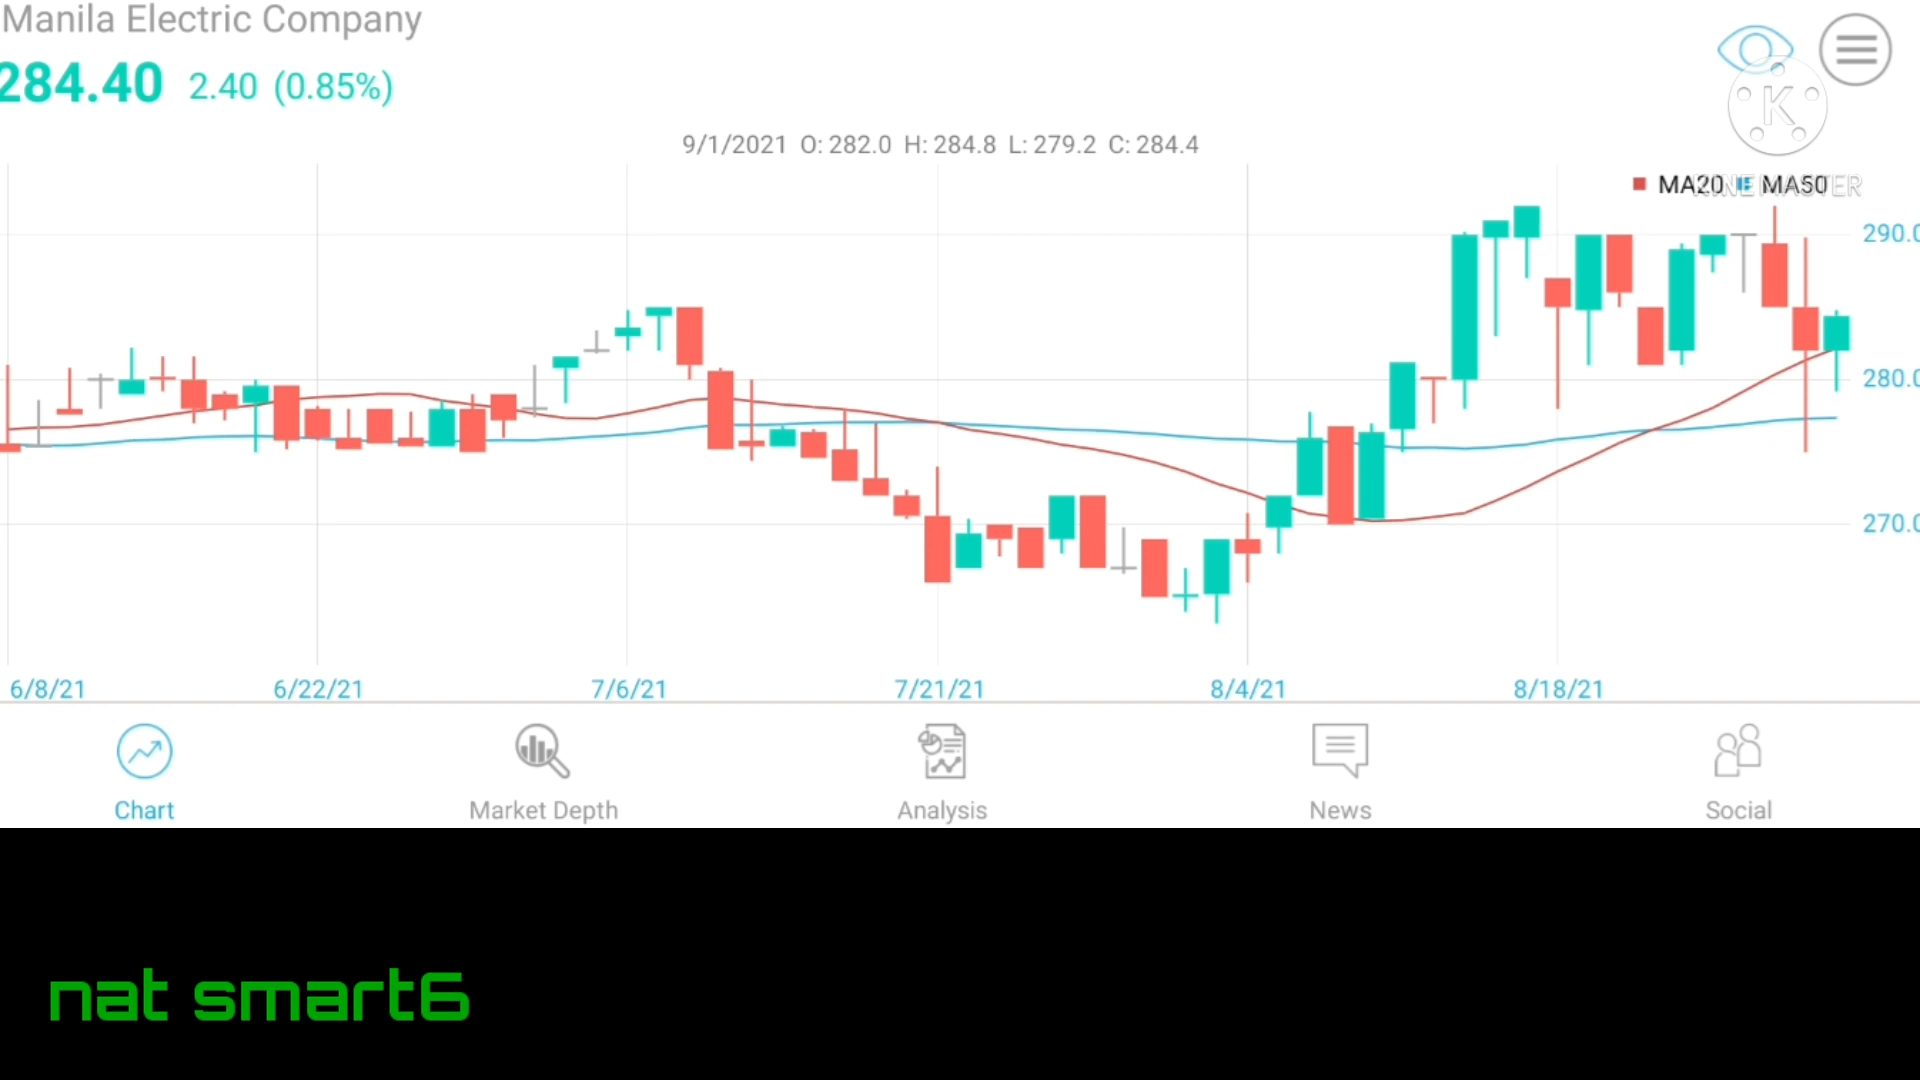 Manila Electric Company
284.40 2.40 (0.85%)
K
9/1/2021 O: 282.0 H: 284.8 L: 279.2 C: 284.4
MA20 MA50
KINEMASTER
290.0
280.0
270.0
6/8/21 6/22/21 7/6/21 7/21/21 8/4/21 8/18/21
Chart Market Depth Analysis News Social
nat smart6